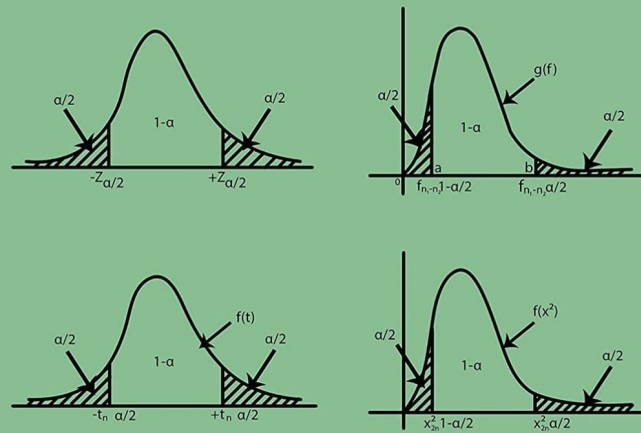 α/2
1-α
α/2
-Zα/2
+Zα/2
g(f)
α/2
1-α
α/2
a
b
0
fn₁-n₂1-α/2
fn₁-n₂α/2
f(t)
α/2
1-α
α/2
-tn α/2
+tn α/2
f(x²)
α/2
1-α
α/2
x²2n1-α/2
x²2nα/2